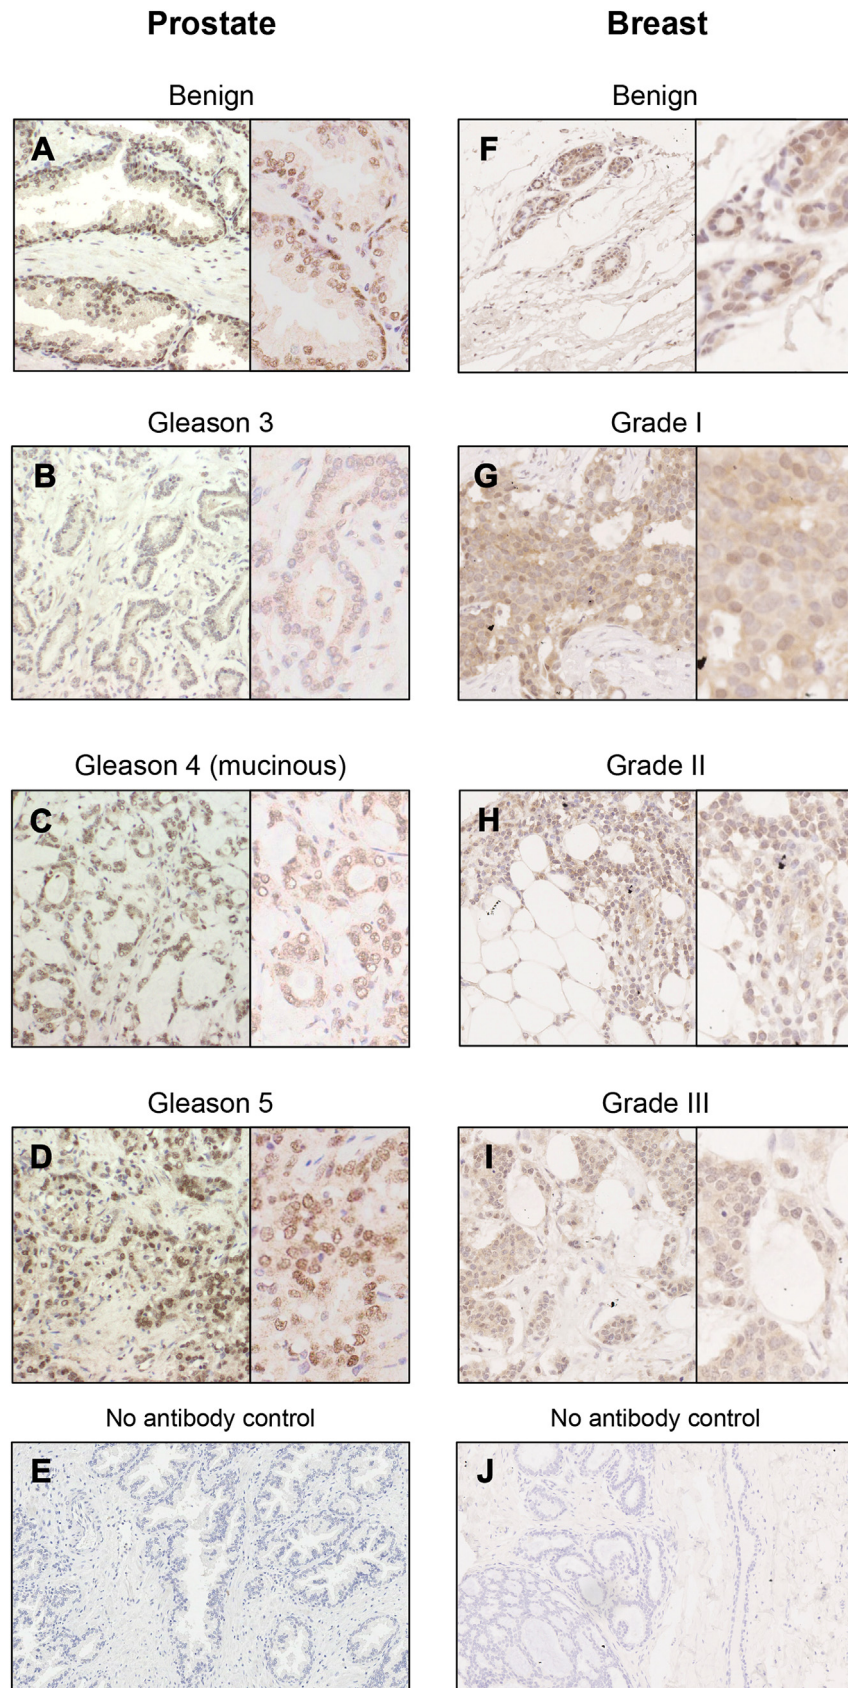 Prostate
Breast
Benign
Benign
A
F
Gleason 3
Grade I
B
G
Gleason 4 (mucinous)
Grade II
C
H
Gleason 5
Grade III
D
I
No antibody control
No antibody control
E
J